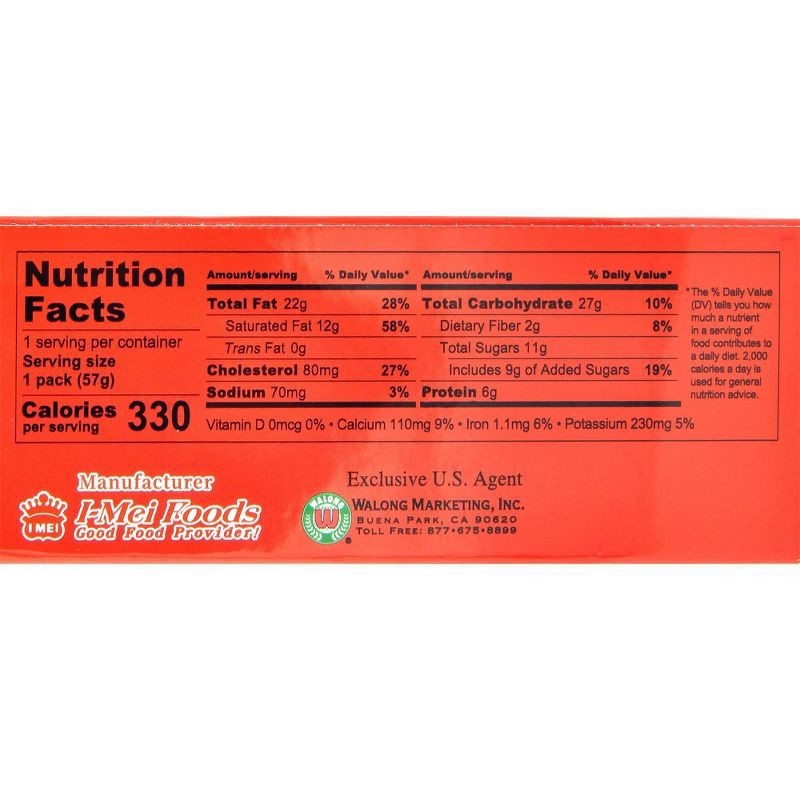 Nutrition
Facts
1 serving per container
Serving size
1 pack (57g)
Calories 330
per serving
Amount/serving % Daily Value*
Total Fat 22g 28%
Saturated Fat 12g 58%
Trans Fat 0g
Cholesterol 80mg 27%
Sodium 70mg 3%
Amount/serving % Daily Value*
Total Carbohydrate 27g 10%
Dietary Fiber 2g 8%
Total Sugars 11g
Includes 9g of Added Sugars 19%
Protein 6g
Vitamin D 0mcg 0% • Calcium 110mg 9% • Iron 1.1mg 6% • Potassium 230mg 5%
*The % Daily Value
(DV) tells you how
much a nutrient
in a serving of
food contributes to
a daily diet. 2,000
calories a day is
used for general
nutrition advice.
Manufacturer
I MEI
I-Mei Foods
Good Food Provider!
Exclusive U.S. Agent
WALONG
W
®
Walong Marketing, Inc.
Buena Park, CA 90620
Toll Free: 877•675•8899